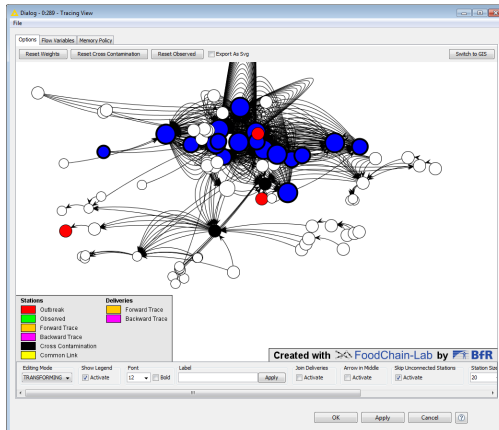 Dialog - 0:289 - Tracing View
File
Options Flow Variables Memory Policy
Reset Weights Reset Cross Contamination Reset Observed Export As Svg Switch to GIS
Stations Deliveries
Outbreak Forward Trace
Observed Backward Trace
Forward Trace
Backward Trace
Cross Contamination
Common Link
Created with FoodChain-Lab by BfR
Editing Mode Show Legend Font Label Join Deliveries Arrow in Middle Skip Unconnected Stations Station Size
TRANSFORMING Activate 12 Bold Apply Activate Activate Activate 20
OK Apply Cancel ?